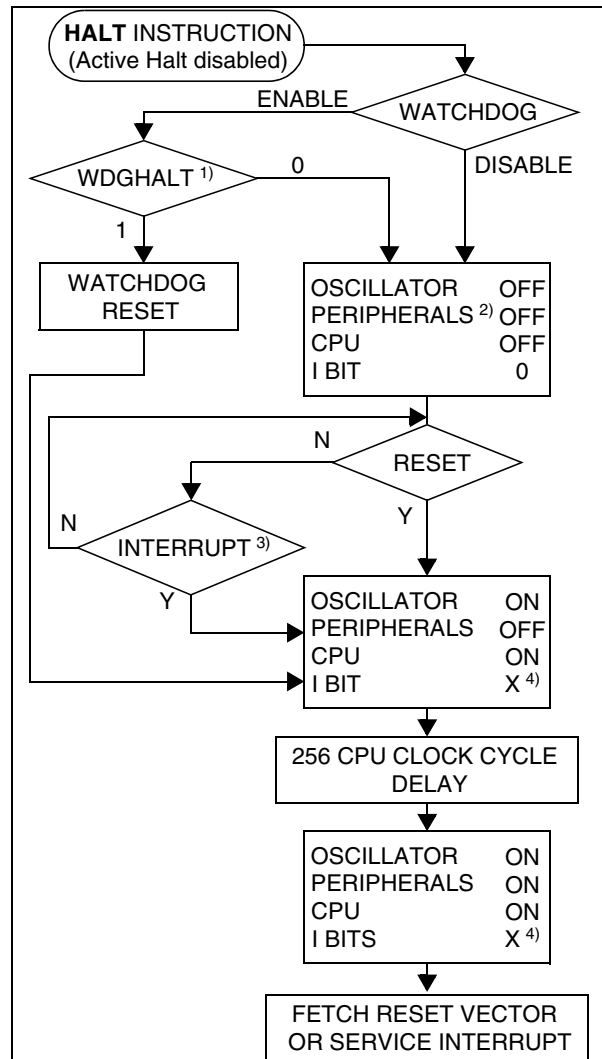 HALT INSTRUCTION
(Active Halt disabled)
ENABLE
WATCHDOG
WDGHALT 1)
0
DISABLE
1
WATCHDOG
RESET
OSCILLATOR OFF
PERIPHERALS 2) OFF
CPU OFF
I BIT 0
N
RESET
N
Y
INTERRUPT 3)
Y
OSCILLATOR ON
PERIPHERALS OFF
CPU ON
I BIT X 4)
256 CPU CLOCK CYCLE
DELAY
OSCILLATOR ON
PERIPHERALS ON
CPU ON
I BITS X 4)
FETCH RESET VECTOR
OR SERVICE INTERRUPT